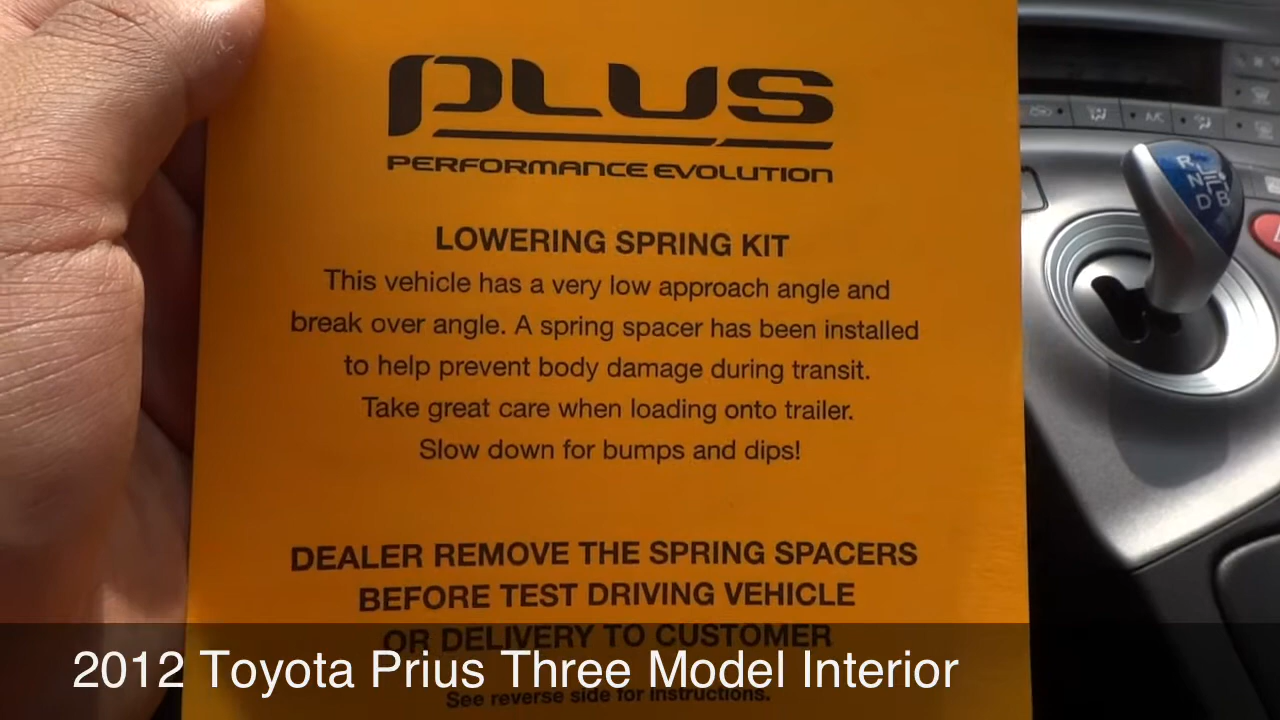 PLUS
PERFORMANCE EVOLUTION
LOWERING SPRING KIT
This vehicle has a very low approach angle and
break over angle. A spring spacer has been installed
to help prevent body damage during transit.
Take great care when loading onto trailer.
Slow down for bumps and dips!
DEALER REMOVE THE SPRING SPACERS
BEFORE TEST DRIVING VEHICLE
OR DELIVERY TO CUSTOMER
See reverse side for instructions.
R
N
D B
2012 Toyota Prius Three Model Interior